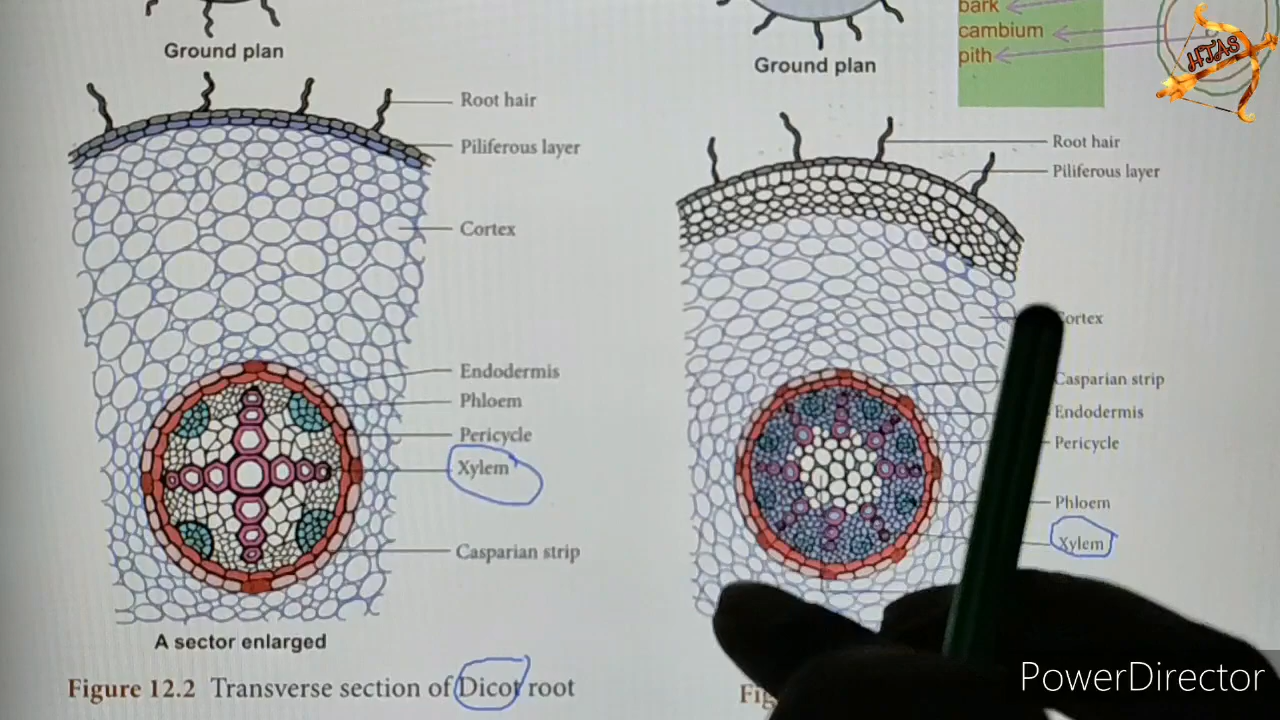 Ground plan
Root hair
Piliferous layer
Cortex
Endodermis
Phloem
Pericycle
Xylem
Casparian strip
A sector enlarged
Figure 12.2 Transverse section of Dicot root
Ground plan
bark
cambium
pith
HTAS
Root hair
Piliferous layer
Casparian strip
Endodermis
Pericycle
Phloem
Xylem
PowerDirector